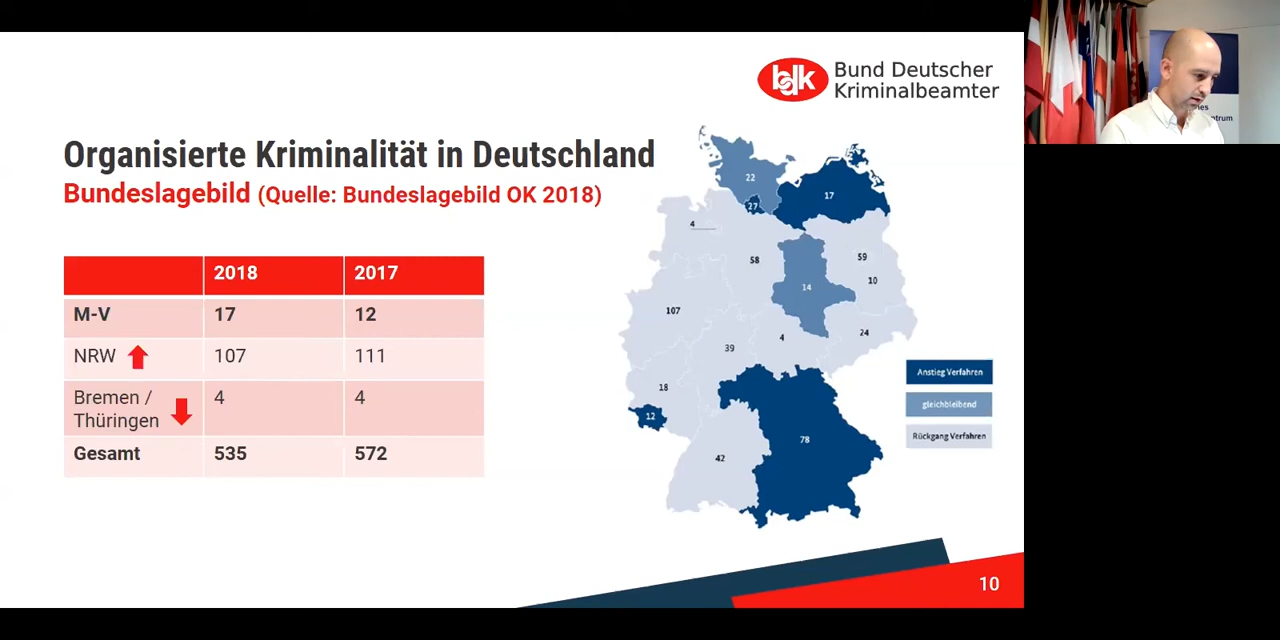 bdk
Bund Deutscher
Kriminalbeamter
Organisierte Kriminalität in Deutschland
Bundeslagebild (Quelle: Bundeslagebild OK 2018)
2018 2017
M-V 17 12
NRW 107 111
Bremen / Thüringen 4 4
Gesamt 535 572
22
27
17
4
58
59
10
14
107
4
24
39
18
12
78
42
Anstieg Verfahren
gleichbleibend
Rückgang Verfahren
10